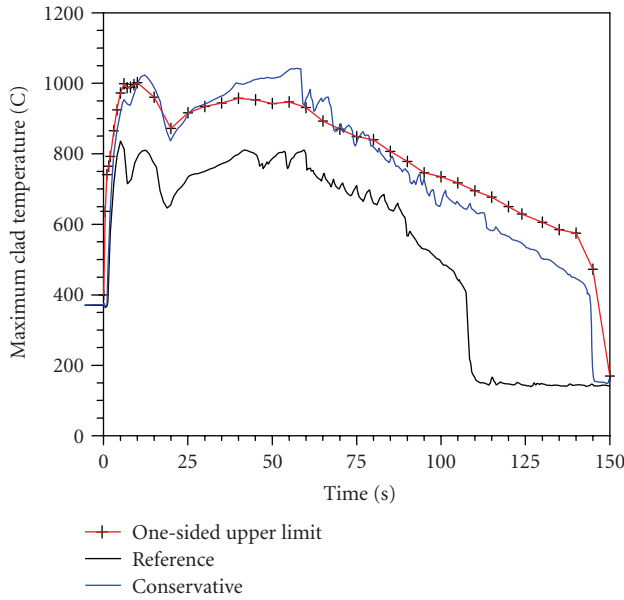 1200
1000
800
600
400
200
0
Maximum clad temperature (C)
0 25 50 75 100 125 150
Time (s)
One-sided upper limit
Reference
Conservative